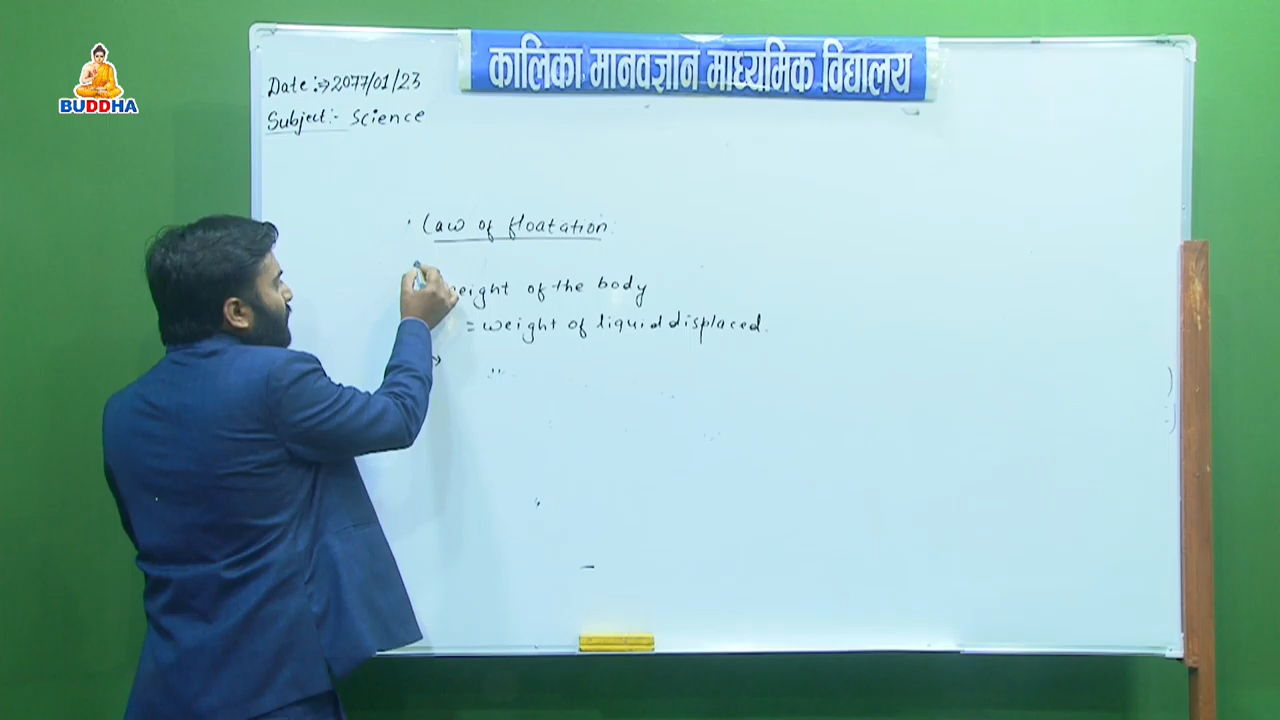 BUDDHA
कालिका मानवज्ञान माध्यमिक विद्यालय
Date:→2077/01/23
Subject:- Science
Law of floatation
of the body
= weight of liquid displaced.